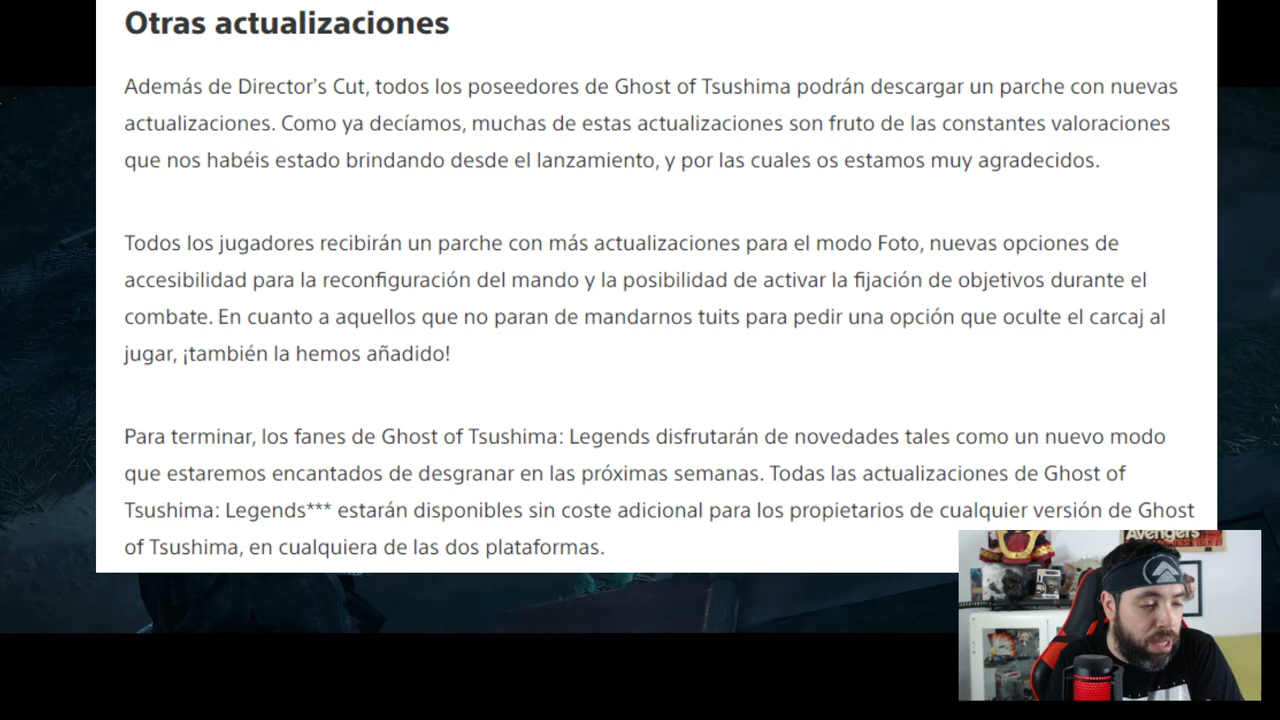 Otras actualizaciones
Además de Director's Cut, todos los poseedores de Ghost of Tsushima podrán descargar un parche con nuevas
actualizaciones. Como ya decíamos, muchas de estas actualizaciones son fruto de las constantes valoraciones
que nos habéis estado brindando desde el lanzamiento, y por las cuales os estamos muy agradecidos.
Todos los jugadores recibirán un parche con más actualizaciones para el modo Foto, nuevas opciones de
accesibilidad para la reconfiguración del mando y la posibilidad de activar la fijación de objetivos durante el
combate. En cuanto a aquellos que no paran de mandarnos tuits para pedir una opción que oculte el carcaj al
jugar, ¡también la hemos añadido!
Para terminar, los fanes de Ghost of Tsushima: Legends disfrutarán de novedades tales como un nuevo modo
que estaremos encantados de desgranar en las próximas semanas. Todas las actualizaciones de Ghost of
Tsushima: Legends*** estarán disponibles sin coste adicional para los propietarios de cualquier versión de Ghost
of Tsushima, en cualquiera de las dos plataformas.
Avengers